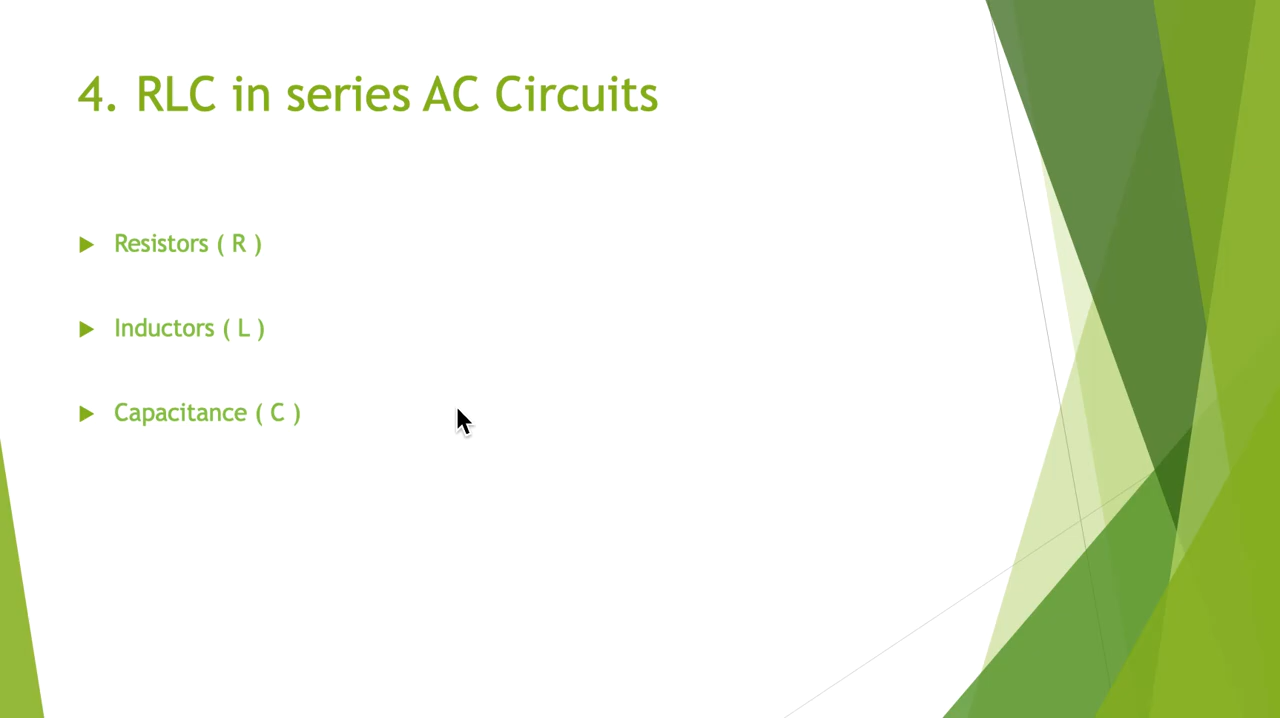 4. RLC in series AC Circuits
Resistors ( R )
Inductors ( L )
Capacitance ( C )